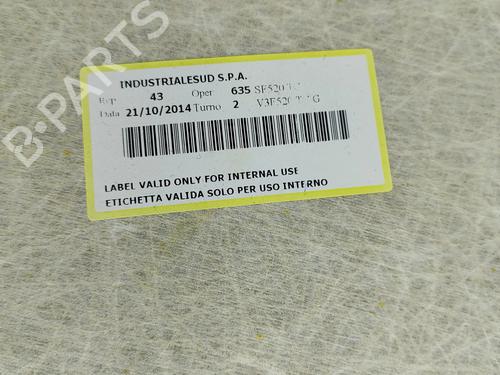 INDUSTRIALESUD S.P.A.
43 Oper 635
Data 21/10/2014 Turno 2
LABEL VALID ONLY FOR INTERNAL USE
ETICHETTA VALIDA SOLO PER USO INTERNO
B-PARTS